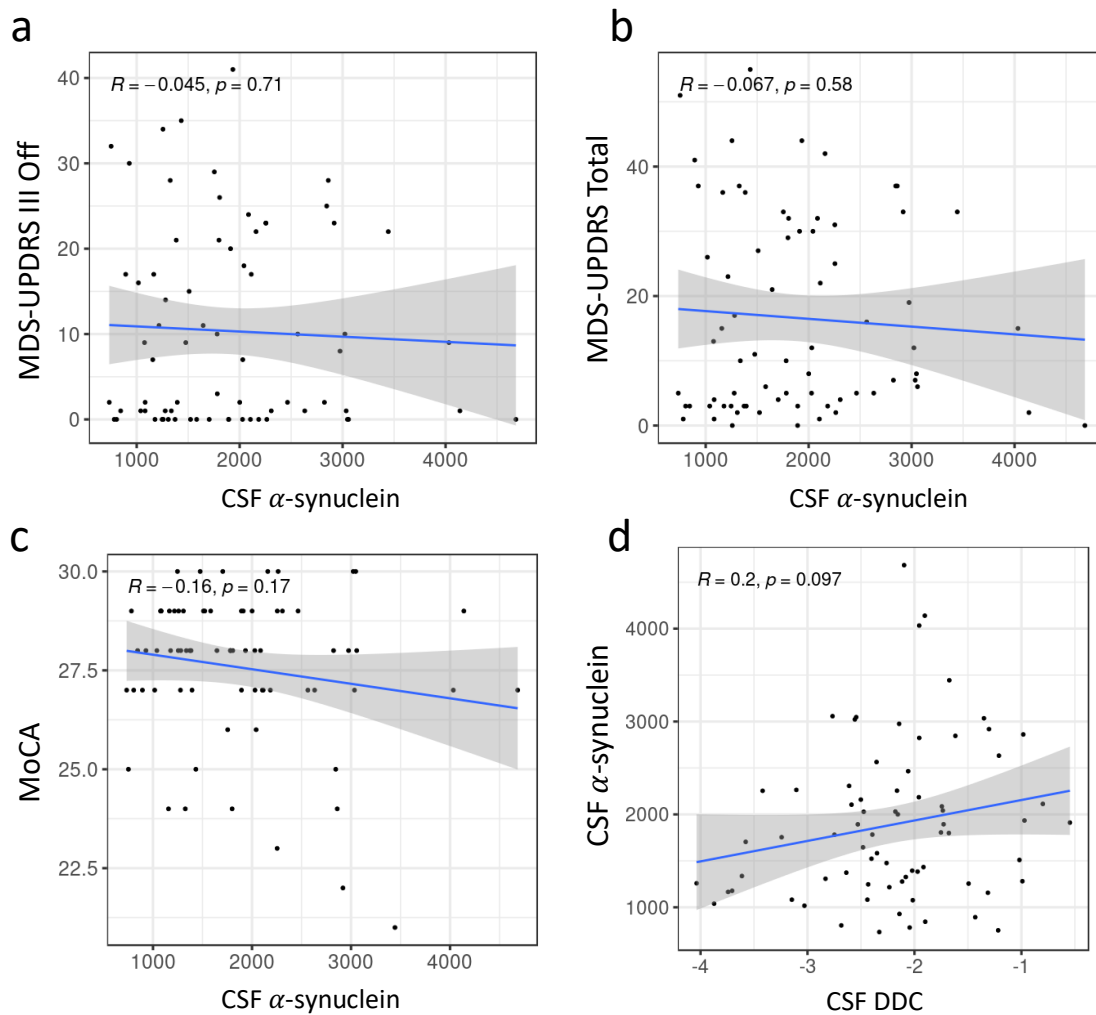 a
R = −0.045, p = 0.71
MDS-UPDRS III Off
40
30
20
10
0
1000 2000 3000 4000
CSF α-synuclein
b
R = −0.067, p = 0.58
MDS-UPDRS Total
40
20
0
1000 2000 3000 4000
CSF α-synuclein
c
R = −0.16, p = 0.17
MoCA
30.0
27.5
25.0
22.5
1000 2000 3000 4000
CSF α-synuclein
d
R = 0.2, p = 0.097
CSF α-synuclein
4000
3000
2000
1000
-4 -3 -2 -1
CSF DDC